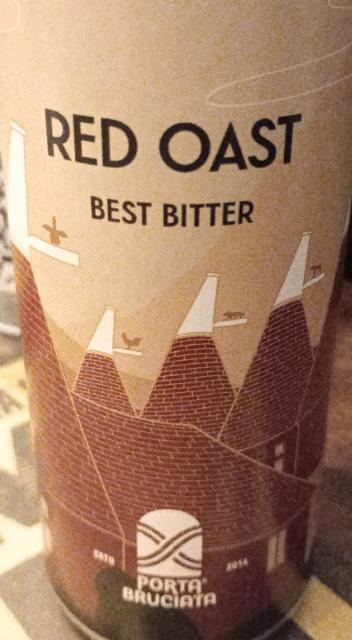 RED OAST
BEST BITTER
ESTD 2014
PORTA®
BRUCIATA